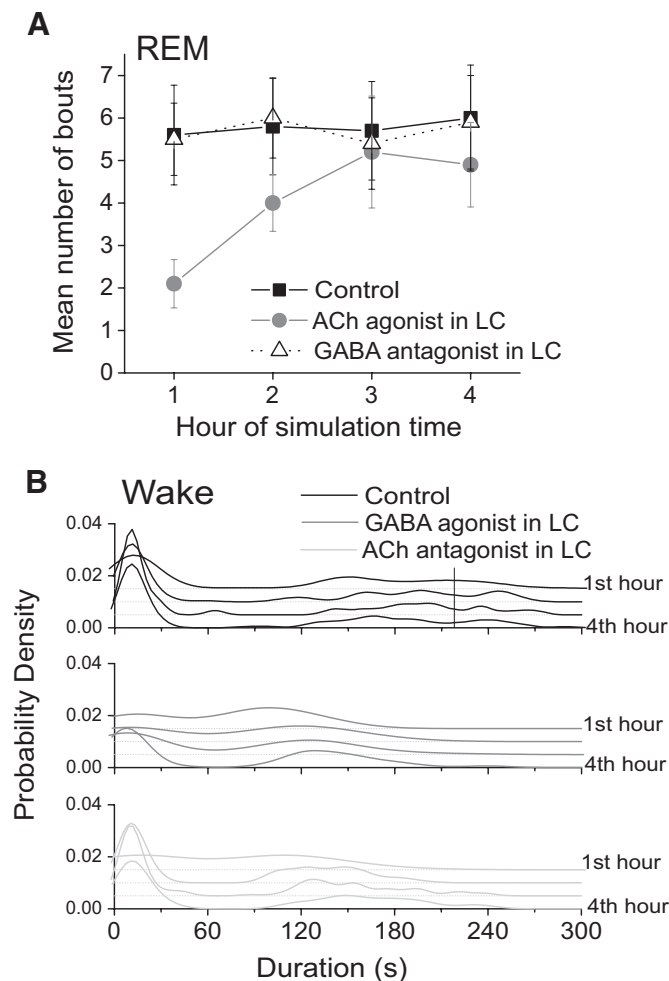 A
REM
7
6
5
4
3
2
1
0
Mean number of bouts
Control
ACh agonist in LC
GABA antagonist in LC
1 2 3 4
Hour of simulation time
B
Wake
Control
GABA agonist in LC
ACh antagonist in LC
0.04
0.02
0.00
1st hour
4th hour
0.04
0.02
0.00
1st hour
4th hour
0.04
0.02
0.00
1st hour
4th hour
Probability Density
0 60 120 180 240 300
Duration (s)